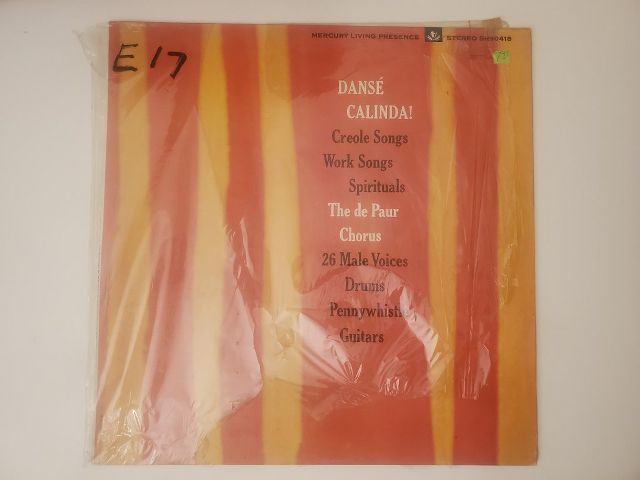 MERCURY LIVING PRESENCE STEREO SR90418
E17
DANSÉ
CALINDA!
Creole Songs
Work Songs
Spirituals
The de Paur
Chorus
26 Male Voices
Drums
Pennywhistle
Guitars